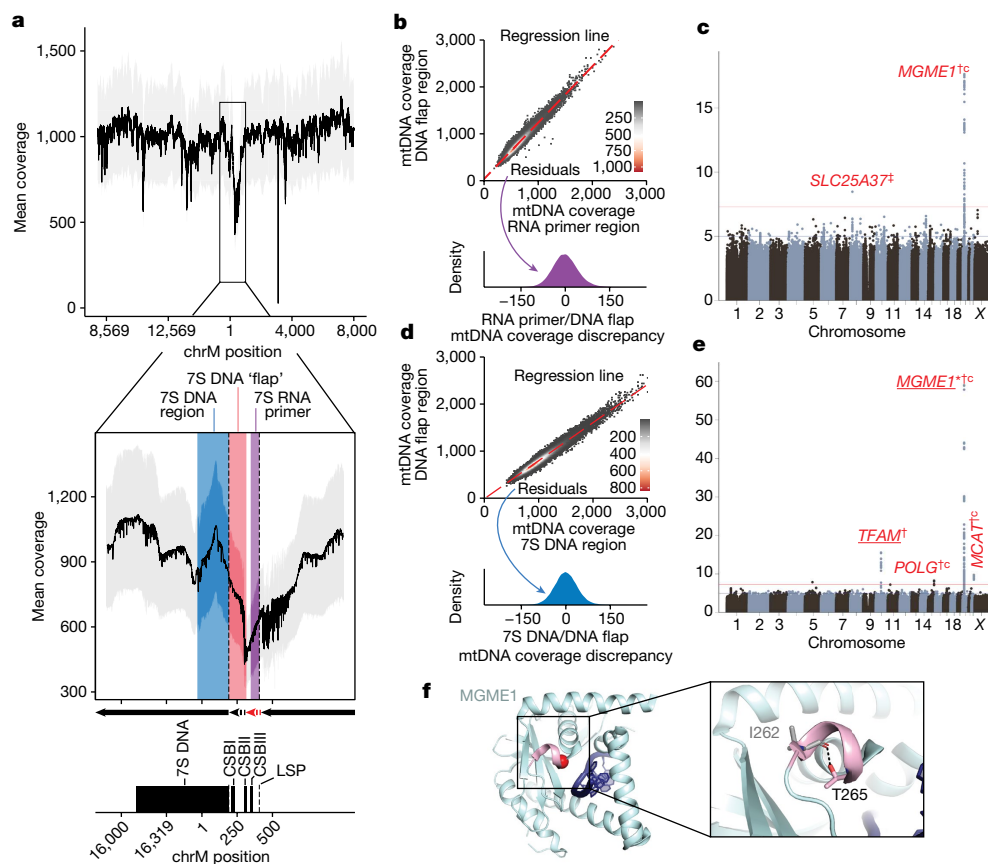 a
1,500
1,000
500
0
Mean coverage
8,569 12,569 1 4,000 8,000
chrM position
7S DNA 'flap'
7S DNA region
7S RNA primer
1,200
900
600
300
Mean coverage
7S DNA
CSBI
CSBII
CSBIII
LSP
16,000 16,319 1 250 500
chrM position
b
3,000
2,000
1,000
0
mtDNA coverage
DNA flap region
Regression line
Residuals
250
500
750
1,000
0 1,000 2,000 3,000
mtDNA coverage
RNA primer region
Density
−150 0 150
RNA primer/DNA flap
mtDNA coverage discrepancy
c
MGME1†c
SLC25A37‡
15
10
5
0
1 2 3 5 7 9 11 14 18 X
Chromosome
d
3,000
2,000
1,000
0
mtDNA coverage
DNA flap region
Regression line
Residuals
200
400
600
800
0 1,000 2,000 3,000
mtDNA coverage
7S DNA region
Density
−150 0 150
7S DNA/DNA flap
mtDNA coverage discrepancy
e
MGME1*†c
TFAM†
POLG†c
MCAT†c
60
50
40
30
20
10
0
1 2 3 5 7 9 11 14 18 X
Chromosome
f
MGME1
I262
T265